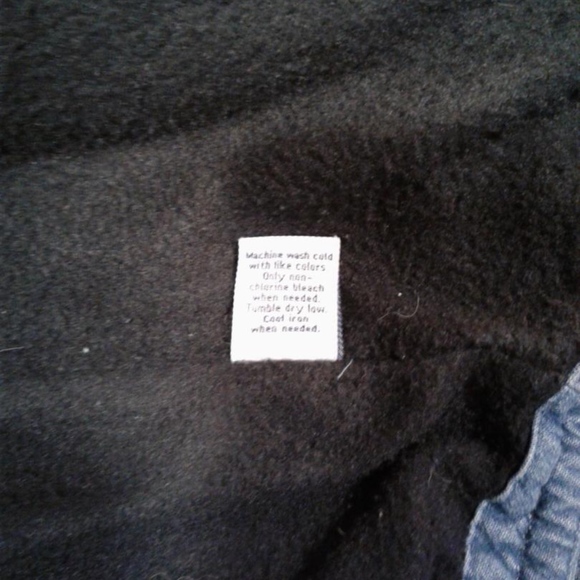 Machine wash cold
with like colors
Only non-
chlorine bleach
when needed.
Tumble dry low.
Cool iron
when needed.